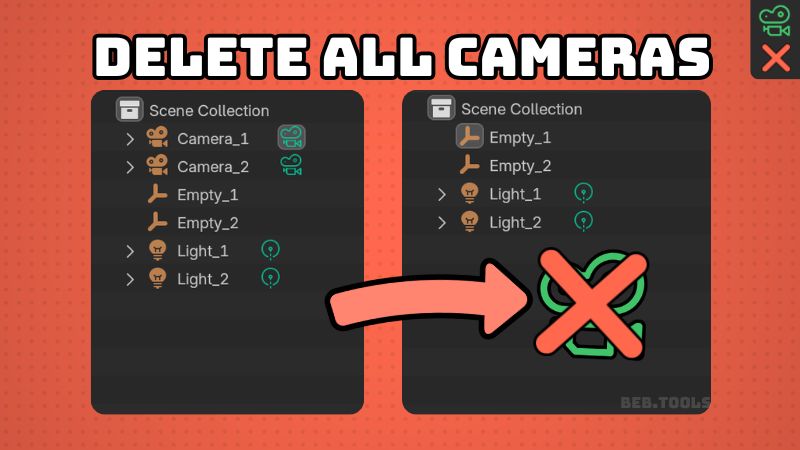 DELETE ALL CAMERAS
Scene Collection
Camera_1
Camera_2
Empty_1
Empty_2
Light_1
Light_2
Scene Collection
Empty_1
Empty_2
Light_1
Light_2
BEB.TOOLS